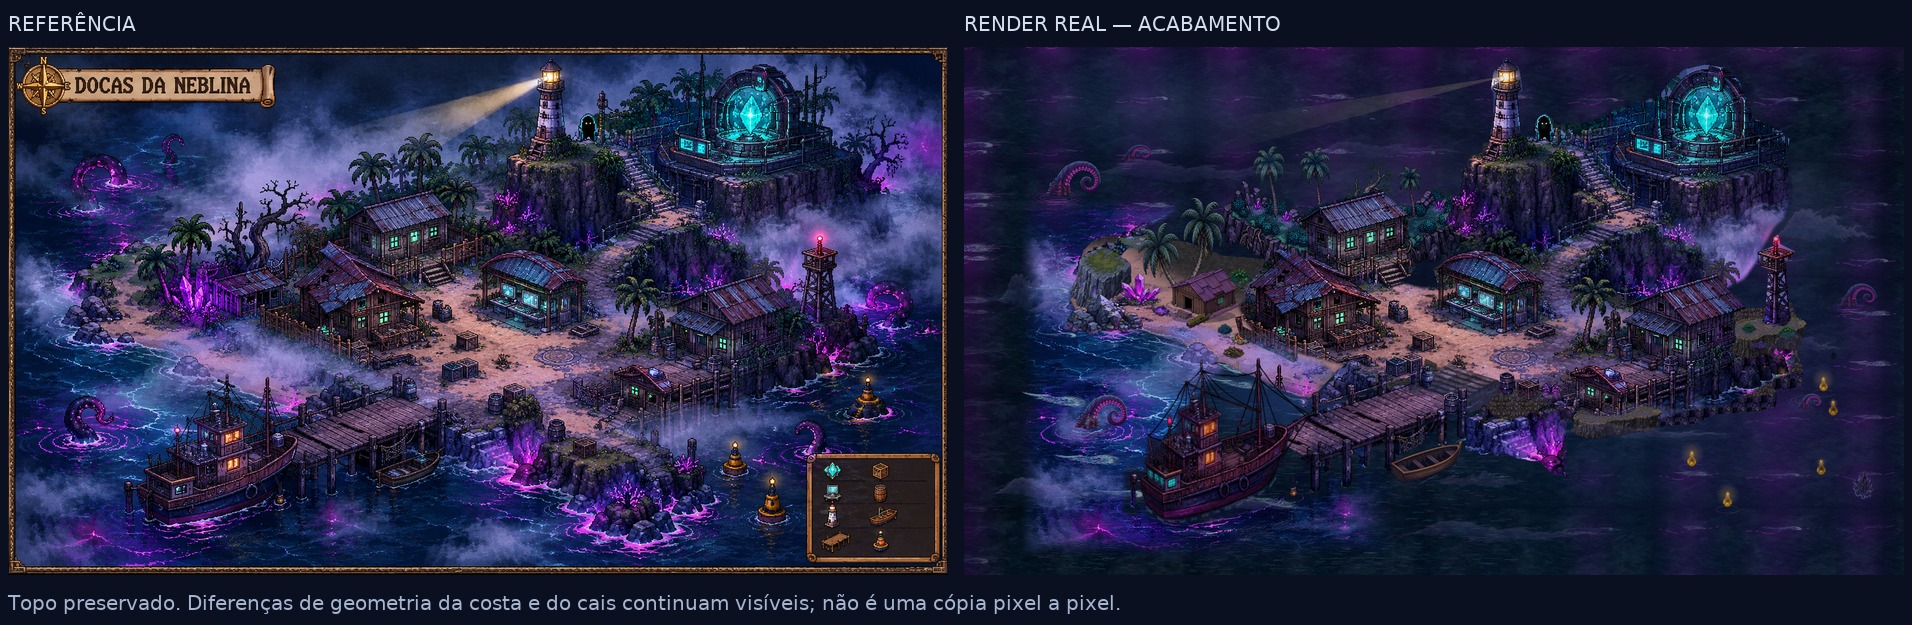 REFERÊNCIA
RENDER REAL — ACABAMENTO
N
W
E
S
DOCAS DA NEBLINA
Topo preservado. Diferenças de geometria da costa e do cais continuam visíveis; não é uma cópia pixel a pixel.